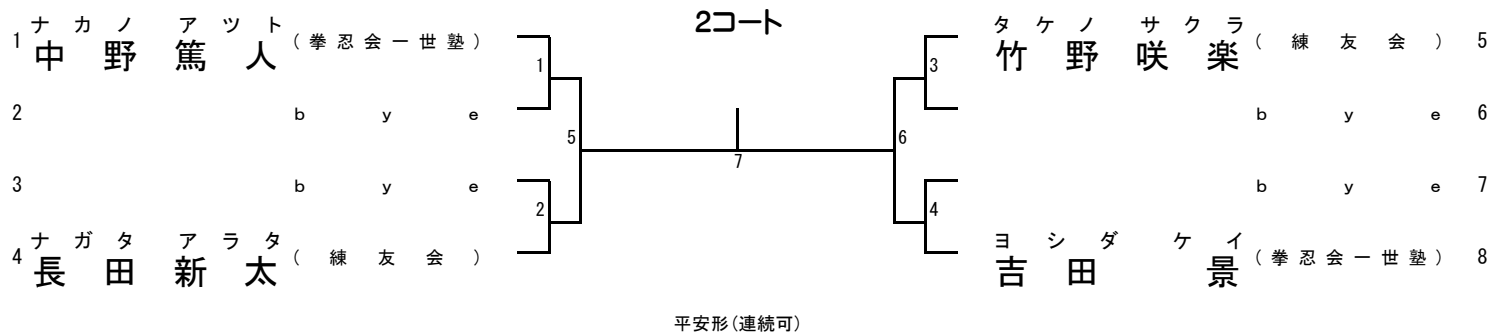 2コート
ナカノ アツト
1 中野篤人 (拳忍会一世塾)
2 bye
3 bye
ナガタ アラタ
4 長田新太 (練友会)
1
2
5
7
3
6
4
タケノ サクラ
竹野咲楽 (練友会) 5
bye 6
bye 7
ヨシダ ケイ
吉田 景 (拳忍会一世塾) 8
平安形(連続可)